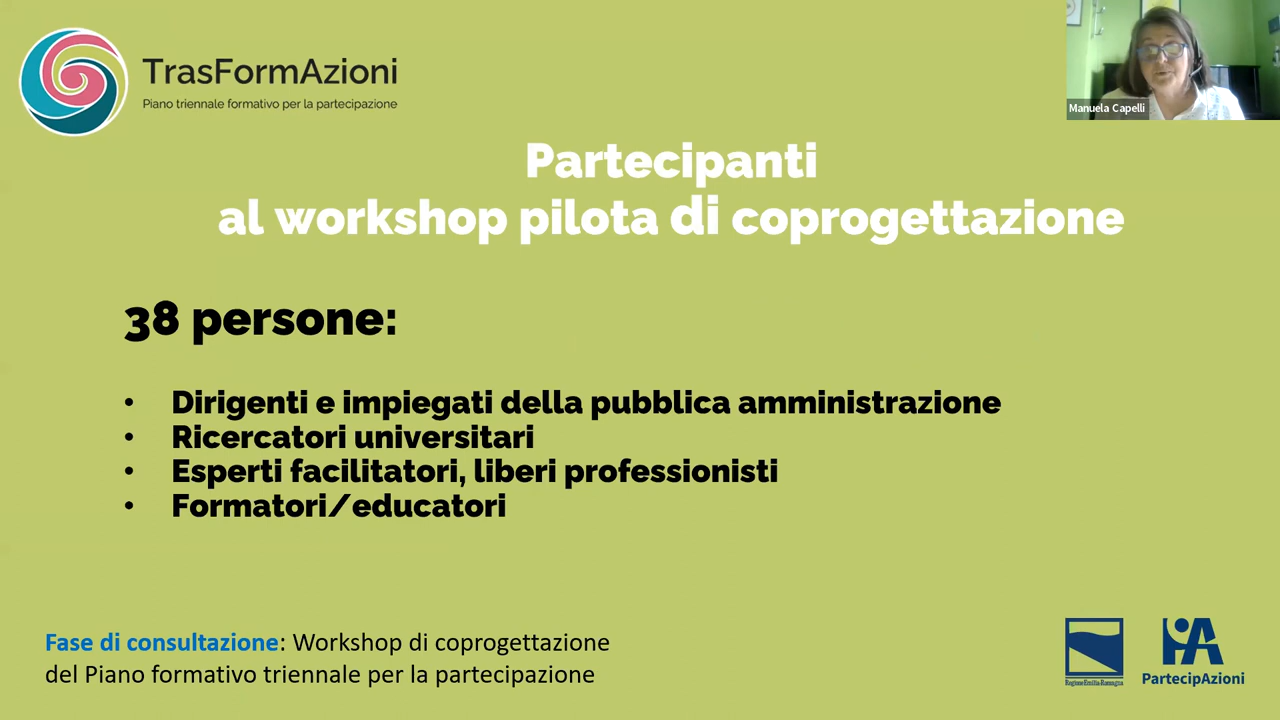 TrasFormAzioni
Piano triennale formativo per la partecipazione
Manuela Capelli
Partecipanti
al workshop pilota di coprogettazione
38 persone:
• Dirigenti e impiegati della pubblica amministrazione
• Ricercatori universitari
• Esperti facilitatori, liberi professionisti
• Formatori/educatori
Fase di consultazione: Workshop di coprogettazione
del Piano formativo triennale per la partecipazione
RegioneEmilia-Romagna
PartecipAzioni